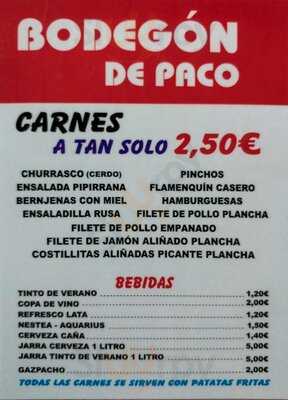 BODEGÓN
DE PACO
CARNES
A TAN SOLO 2,50€
CHURRASCO (CERDO) PINCHOS
ENSALADA PIPIRRANA FLAMENQUÍN CASERO
BERNJENAS CON MIEL HAMBURGUESAS
ENSALADILLA RUSA FILETE DE POLLO PLANCHA
FILETE DE POLLO EMPANADO
FILETE DE JAMÓN ALIÑADO PLANCHA
COSTILLITAS ALIÑADAS PICANTE PLANCHA
BEBIDAS
TINTO DE VERANO 1,20€
COPA DE VINO 2,00€
REFRESCO LATA 1,20€
NESTEA - AQUARIUS 1,50€
CERVEZA CAÑA 1,40€
JARRA CERVEZA 1 LITRO 5,00€
JARRA TINTO DE VERANO 1 LITRO 5,00€
GAZPACHO 2,00€
TODAS LAS CARNES SE SIRVEN CON PATATAS FRITAS